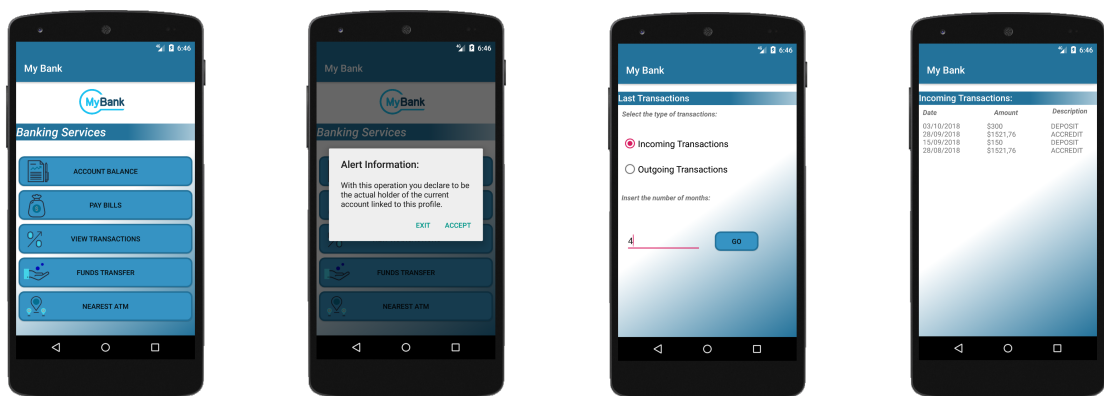 6:46
My Bank
MyBank
Banking Services
ACCOUNT BALANCE
PAY BILLS
VIEW TRANSACTIONS
FUNDS TRANSFER
NEAREST ATM
6:46
My Bank
MyBank
Banking Services
Alert Information:
With this operation you declare to be
the actual holder of the current
account linked to this profile.
EXIT ACCEPT
FUNDS TRANSFER
NEAREST ATM
6:46
My Bank
Last Transactions
Select the type of transactions:
Incoming Transactions
Outgoing Transactions
Insert the number of months:
4
GO
6:46
My Bank
Incoming Transactions:
Date Amount Description
03/10/2018 $300 DEPOSIT
28/09/2018 $1521,76 ACCREDIT
15/09/2018 $150 DEPOSIT
28/08/2018 $1521,76 ACCREDIT